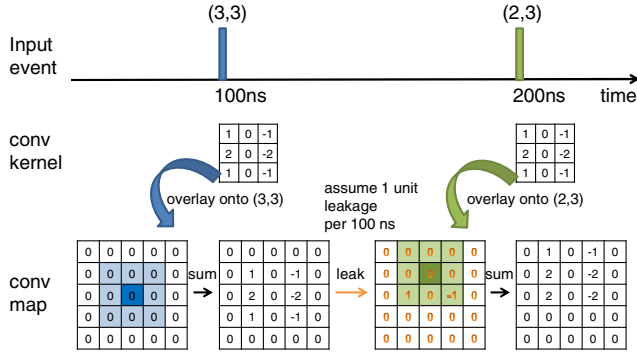 (3,3)
(2,3)
Input
event
100ns
200ns
time
conv
kernel
1 0 -1
2 0 -2
1 0 -1
1 0 -1
2 0 -2
1 0 -1
overlay onto (3,3)
assume 1 unit
leakage
per 100 ns
overlay onto (2,3)
conv
map
0 0 0 0 0
0 0 0 0 0
0 0 0 0 0
0 0 0 0 0
0 0 0 0 0
sum
0 0 0 0 0
0 1 0 -1 0
0 2 0 -2 0
0 1 0 -1 0
0 0 0 0 0
leak
0 0 0 0 0
0 0 0 0 0
0 1 0 -1 0
0 0 0 0 0
0 0 0 0 0
sum
0 1 0 -1 0
0 2 0 -2 0
0 2 0 -2 0
0 0 0 0 0
0 0 0 0 0